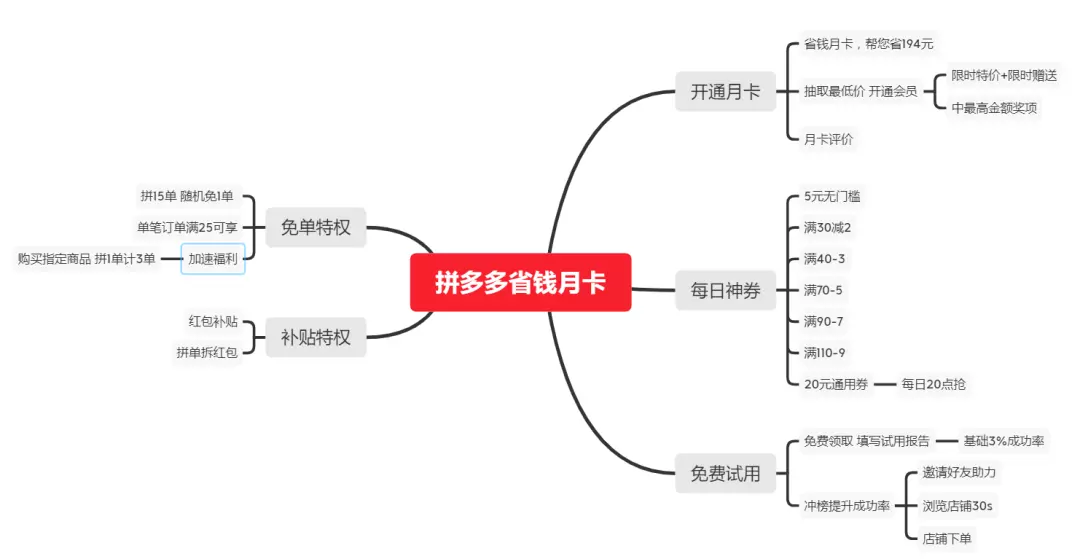 拼多多省钱月卡
开通月卡
省钱月卡，帮您省194元
抽取最低价 开通会员
限时特价+限时赠送
中最高金额奖项
月卡评价
每日神券
5元无门槛
满30减2
满40-3
满70-5
满90-7
满110-9
20元通用券
每日20点抢
免费试用
免费领取 填写试用报告
基础3%成功率
冲榜提升成功率
邀请好友助力
浏览店铺30s
店铺下单
免单特权
拼15单 随机免1单
单笔订单满25可享
加速福利
购买指定商品 拼1单计3单
补贴特权
红包补贴
拼单拆红包